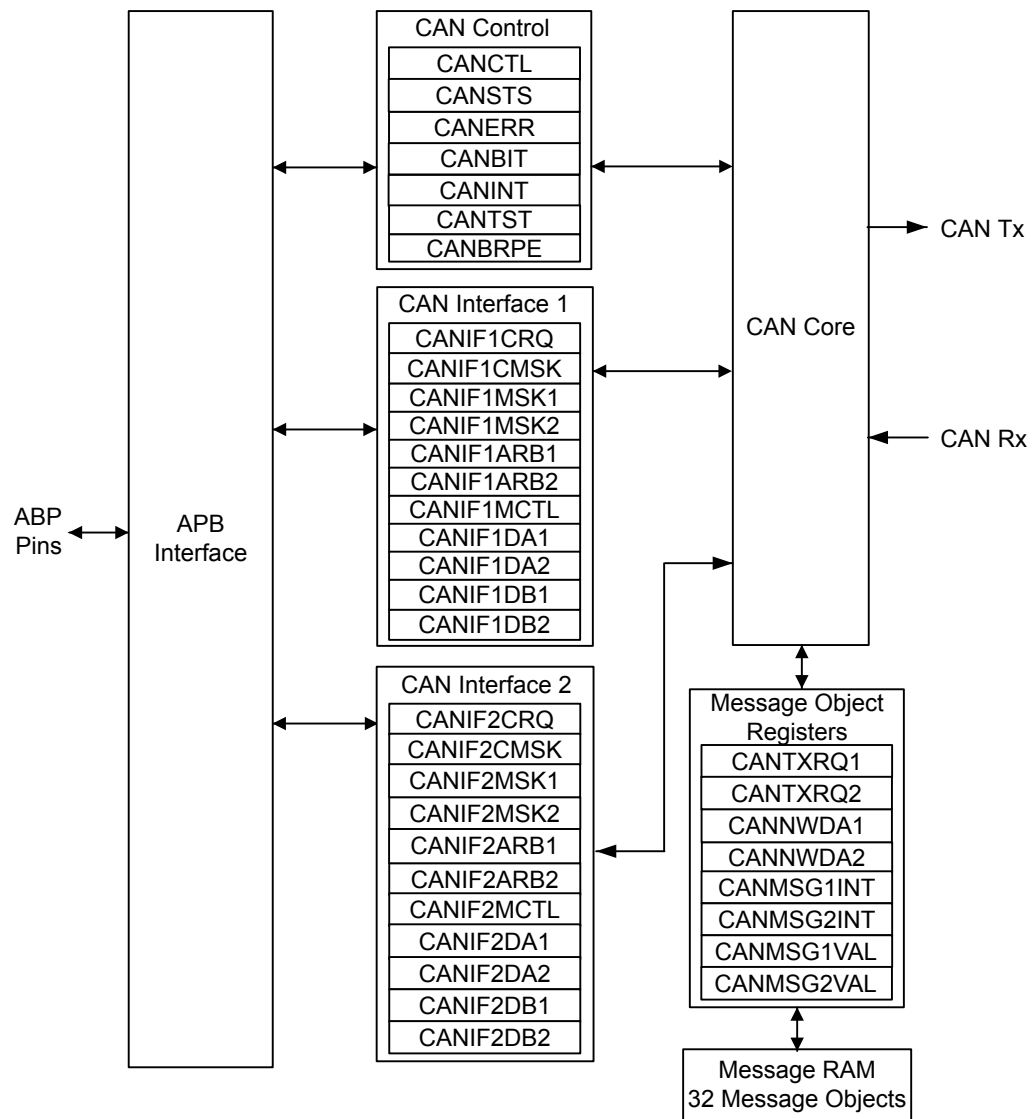 ABP
Pins
APB
Interface
CAN Control
CANCTL
CANSTS
CANERR
CANBIT
CANINT
CANTST
CANBRPE
CAN Interface 1
CANIF1CRQ
CANIF1CMSK
CANIF1MSK1
CANIF1MSK2
CANIF1ARB1
CANIF1ARB2
CANIF1MCTL
CANIF1DA1
CANIF1DA2
CANIF1DB1
CANIF1DB2
CAN Interface 2
CANIF2CRQ
CANIF2CMSK
CANIF2MSK1
CANIF2MSK2
CANIF2ARB1
CANIF2ARB2
CANIF2MCTL
CANIF2DA1
CANIF2DA2
CANIF2DB1
CANIF2DB2
CAN Core
CAN Tx
CAN Rx
Message Object
Registers
CANTXRQ1
CANTXRQ2
CANNWDA1
CANNWDA2
CANMSG1INT
CANMSG2INT
CANMSG1VAL
CANMSG2VAL
Message RAM
32 Message Objects